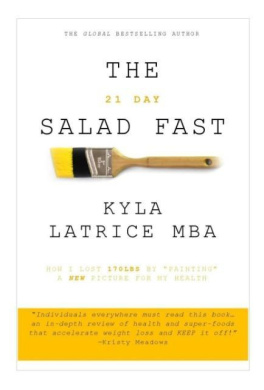 THE GLOBAL BESTSELLING AUTHOR
THE
21 DAY
SALAD FAST
KYLA
LATRICE MBA
HOW I LOST 170LBS BY "PAINTING"
A NEW PICTURE FOR MY HEALTH
"Individuals everywhere must read this book…
an in-depth review of health and super-foods
that accelerate weight loss and KEEP it off!"
-Kristy Meadows